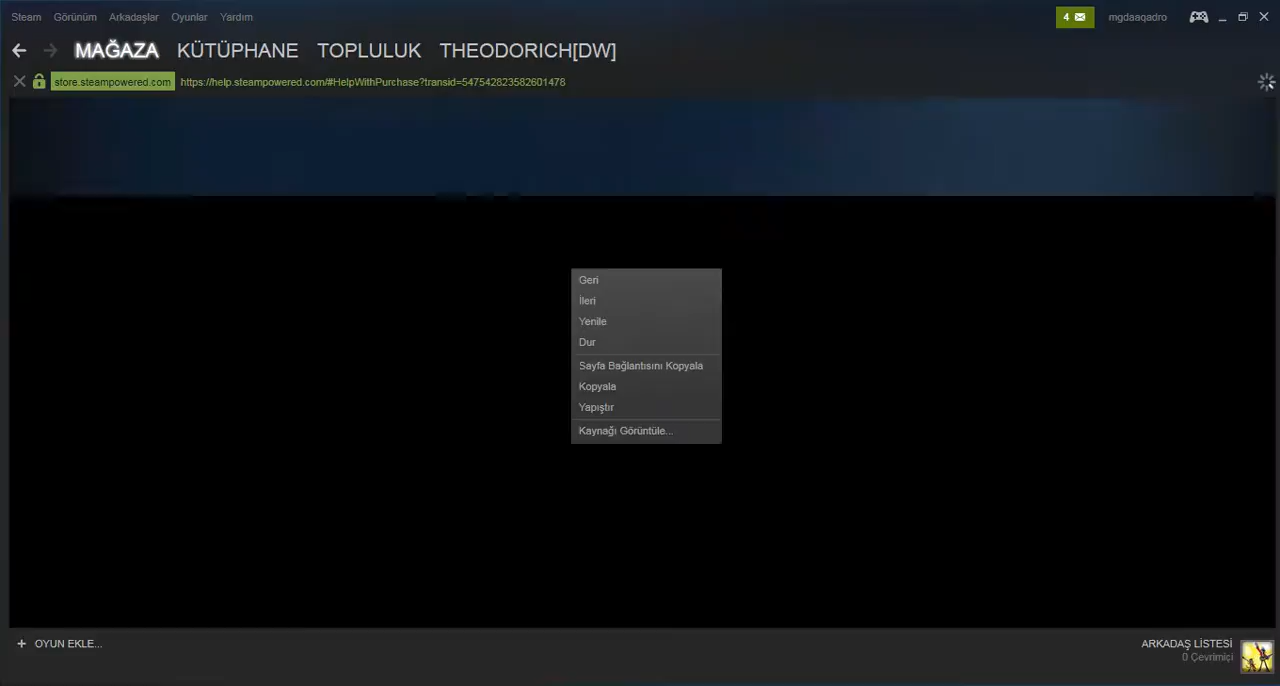 Steam Görünüm Arkadaşlar Oyunlar Yardım 4 mgdaaqadro
MAĞAZA KÜTÜPHANE TOPLULUK THEODORICH[DW]
store.steampowered.com https://help.steampowered.com/#HelpWithPurchase?transid=547542823582601478
Geri
İleri
Yenile
Dur
Sayfa Bağlantısını Kopyala
Kopyala
Yapıştır
Kaynağı Görüntüle...
+ OYUN EKLE... ARKADAŞ LİSTESİ
0 Çevrimiçi